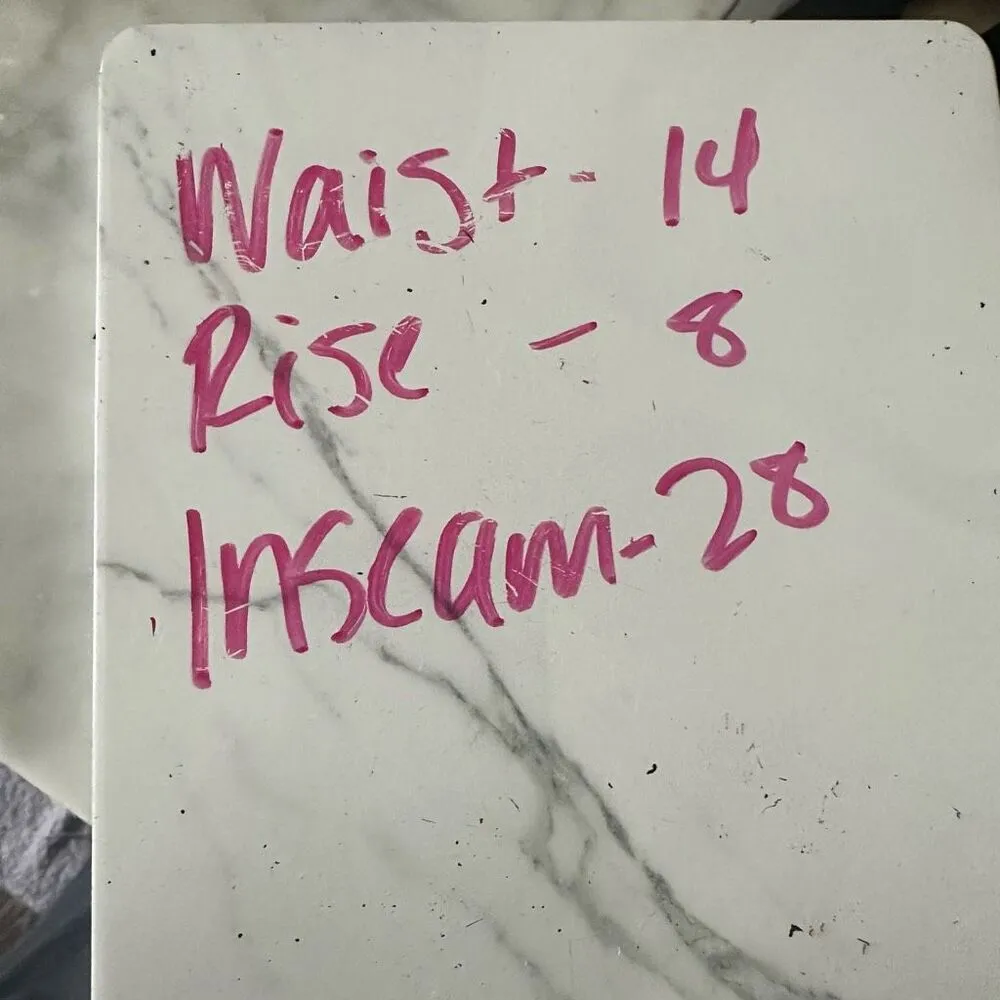 Waist - 14
Rise - 8
Inseam - 28